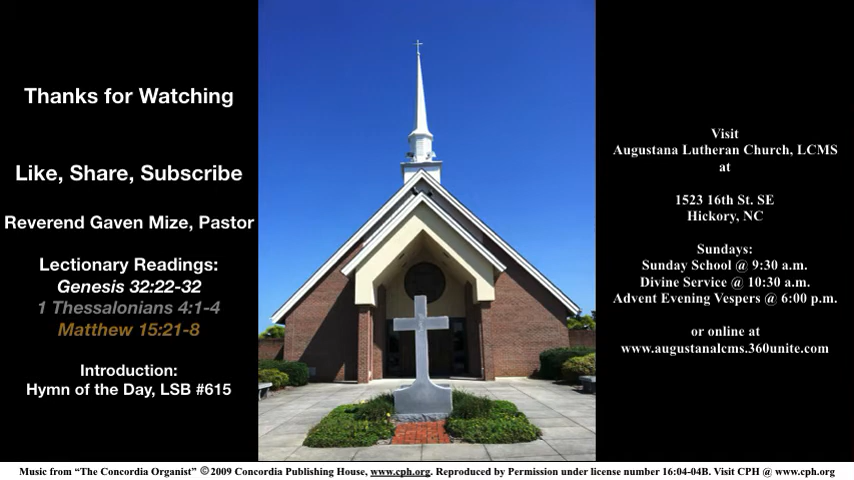 Thanks for Watching
Like, Share, Subscribe
Reverend Gaven Mize, Pastor
Lectionary Readings:
Genesis 32:22-32
1 Thessalonians 4:1-4
Matthew 15:21-8
Introduction:
Hymn of the Day, LSB #615
Visit
Augustana Lutheran Church, LCMS
at
1523 16th St. SE
Hickory, NC
Sundays:
Sunday School @ 9:30 a.m.
Divine Service @ 10:30 a.m.
Advent Evening Vespers @ 6:00 p.m.
or online at
www.augustanalcms.360unite.com
Music from “The Concordia Organist” ©2009 Concordia Publishing House, www.cph.org. Reproduced by Permission under license number 16:04-04B. Visit CPH @ www.cph.org